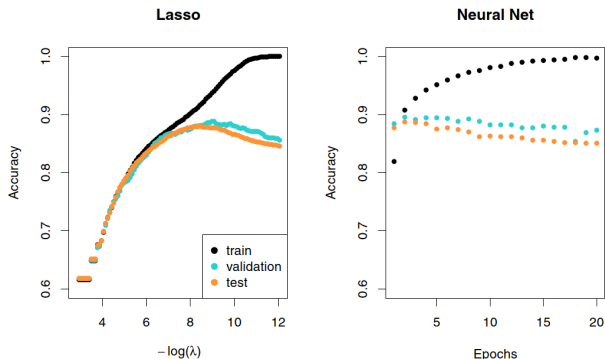 Lasso
Accuracy
0.6 0.7 0.8 0.9 1.0
4 6 8 10 12
− log(λ)
train
validation
test
Neural Net
Accuracy
0.6 0.7 0.8 0.9 1.0
5 10 15 20
Epochs